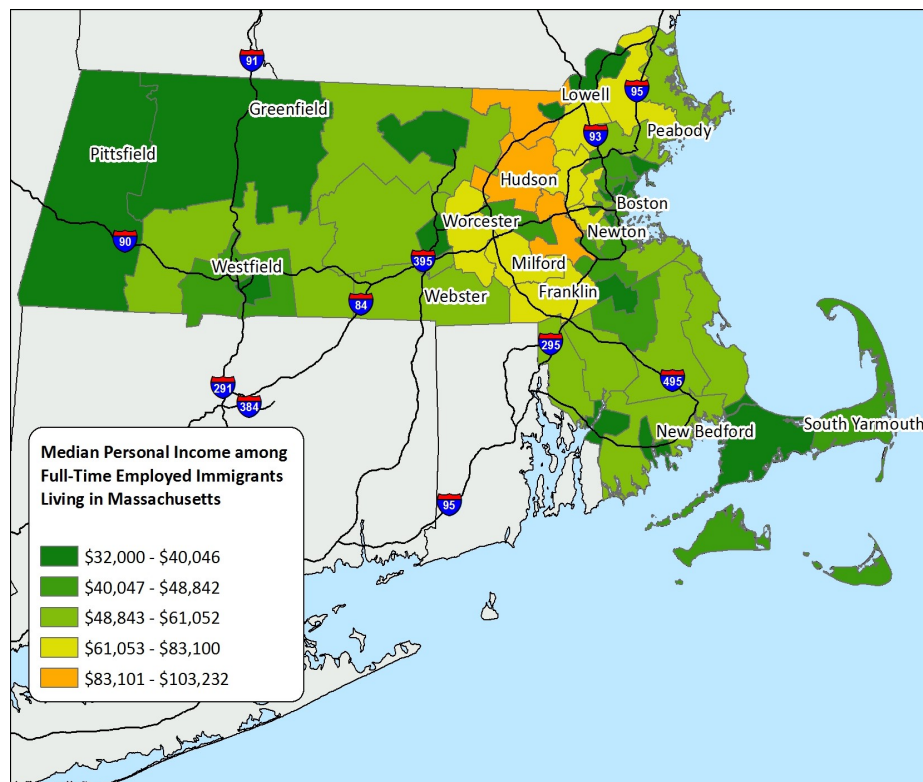 91
Greenfield
Lowell
95
93
Peabody
Pittsfield
Hudson
Boston
Worcester
Newton
90
Westfield
395
Milford
Webster
Franklin
84
295
291
384
495
South Yarmouth
New Bedford
95
Median Personal Income among
Full-Time Employed Immigrants
Living in Massachusetts
$32,000 - $40,046
$40,047 - $48,842
$48,843 - $61,052
$61,053 - $83,100
$83,101 - $103,232